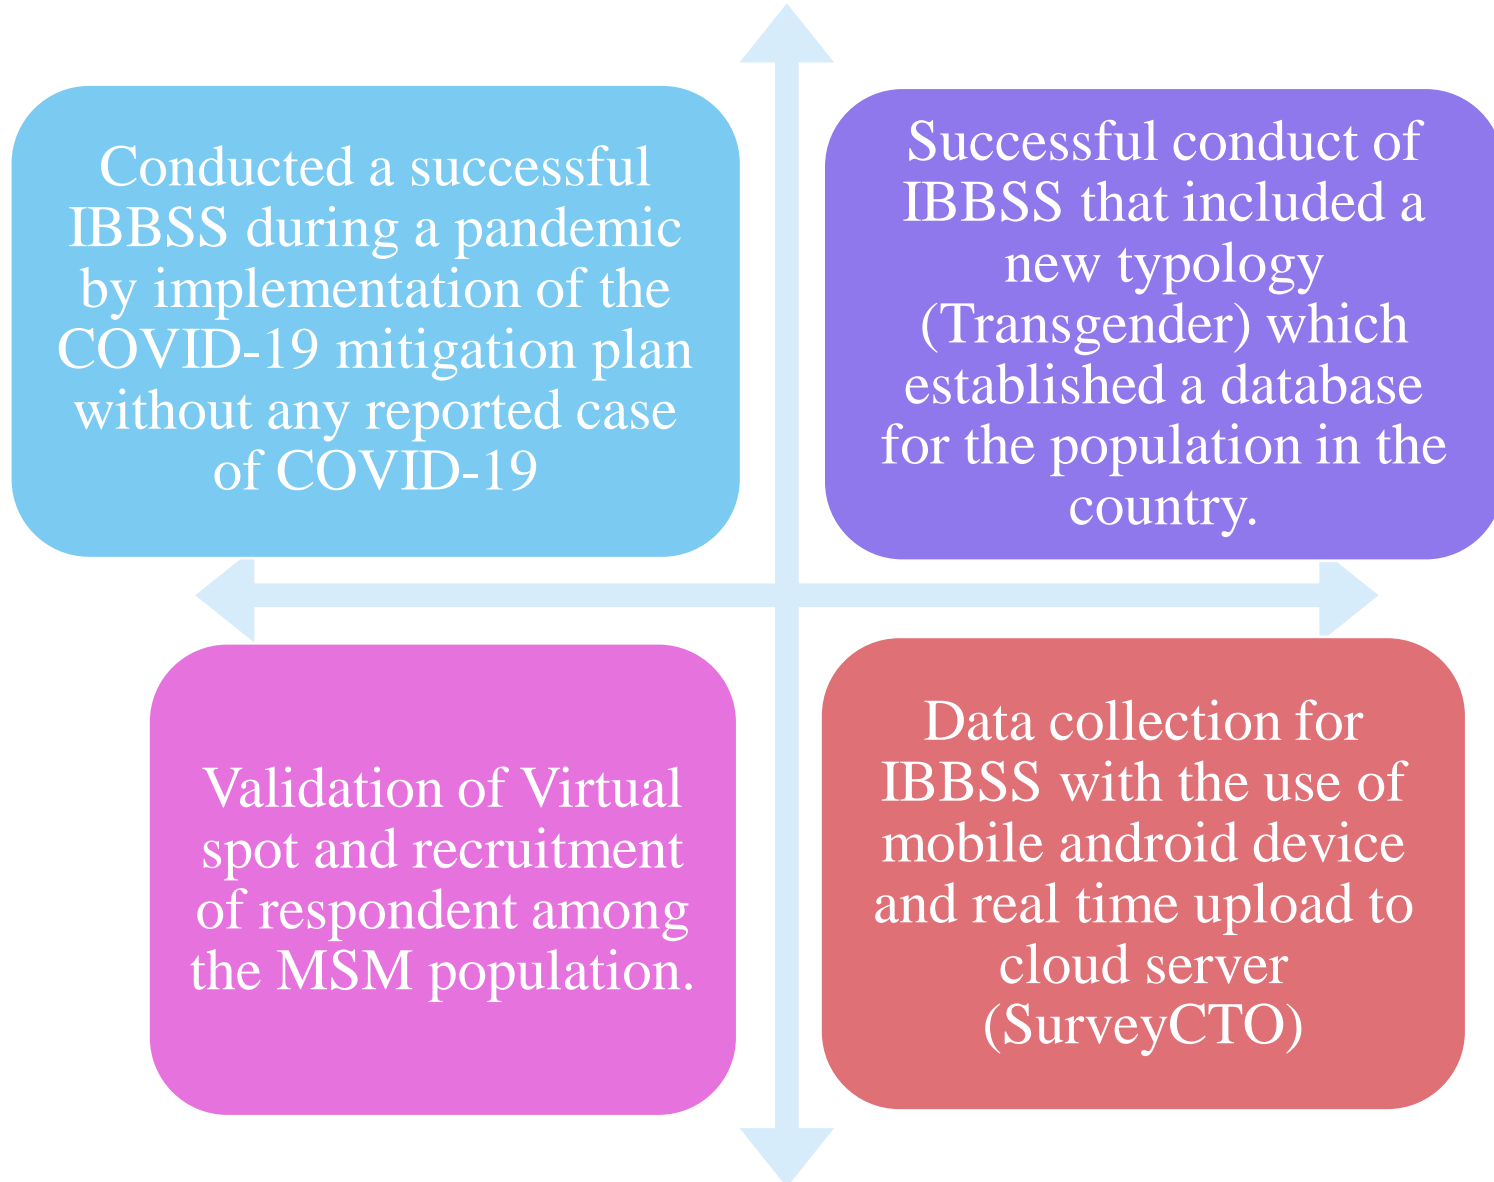 Conducted a successful
IBBSS during a pandemic
by implementation of the
COVID-19 mitigation plan
without any reported case
of COVID-19
Successful conduct of
IBBSS that included a
new typology
(Transgender) which
established a database
for the population in the
country.
Validation of Virtual
spot and recruitment
of respondent among
the MSM population.
Data collection for
IBBSS with the use of
mobile android device
and real time upload to
cloud server
(SurveyCTO)